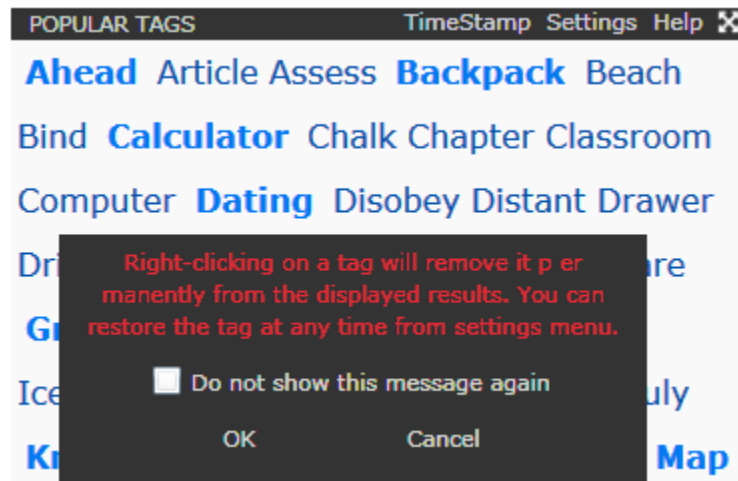 POPULAR TAGS TimeStamp Settings Help
Ahead Article Assess Backpack Beach
Bind Calculator Chalk Chapter Classroom
Computer Dating Disobey Distant Drawer
Right-clicking on a tag will remove it p er
manently from the displayed results. You can
restore the tag at any time from settings menu.
Do not show this message again
OK Cancel
Map